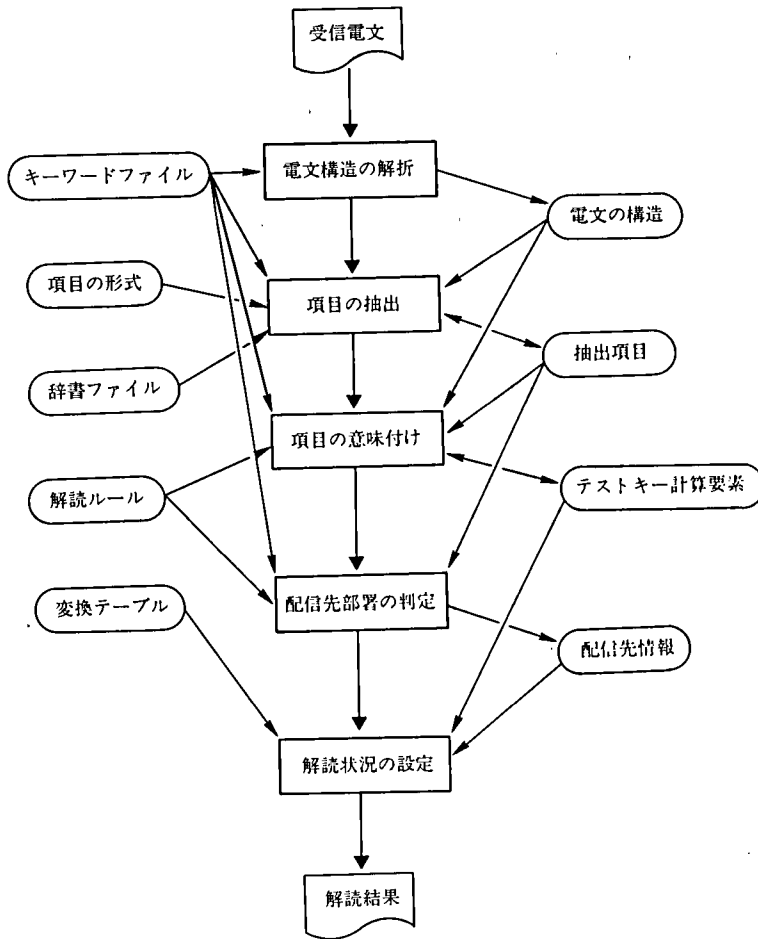 受信電文
キーワードファイル
電文構造の解折
電文の構造
項目の形式
項目の抽出
抽出項目
辞書ファイル
項目の意味付け
解読ルール
テストキー計算要素
変換テーブル
配信先部署の判定
配信先情報
解読状況の設定
解読結果